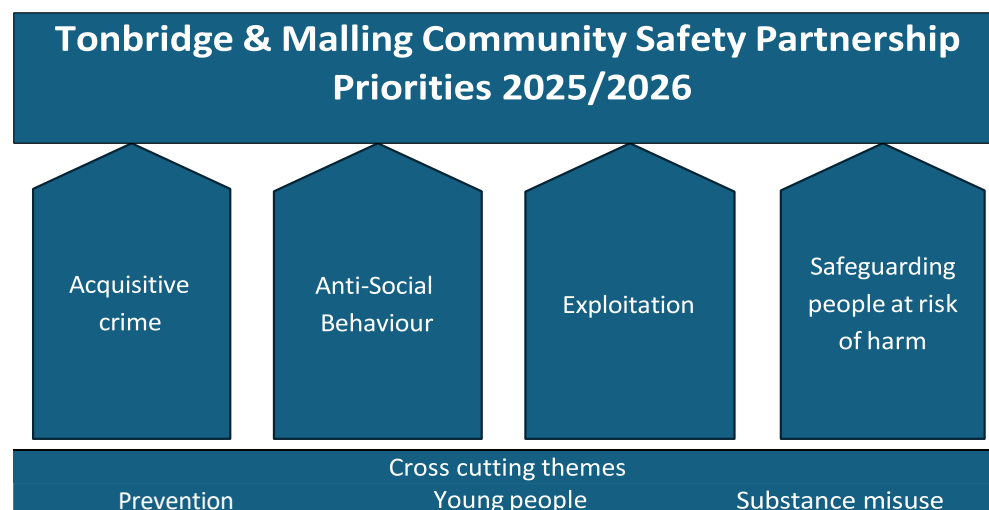 Tonbridge & Malling Community Safety Partnership
Priorities 2025/2026
Acquisitive
crime
Anti-Social
Behaviour
Exploitation
Safeguarding
people at risk
of harm
Cross cutting themes
Prevention Young people Substance misuse